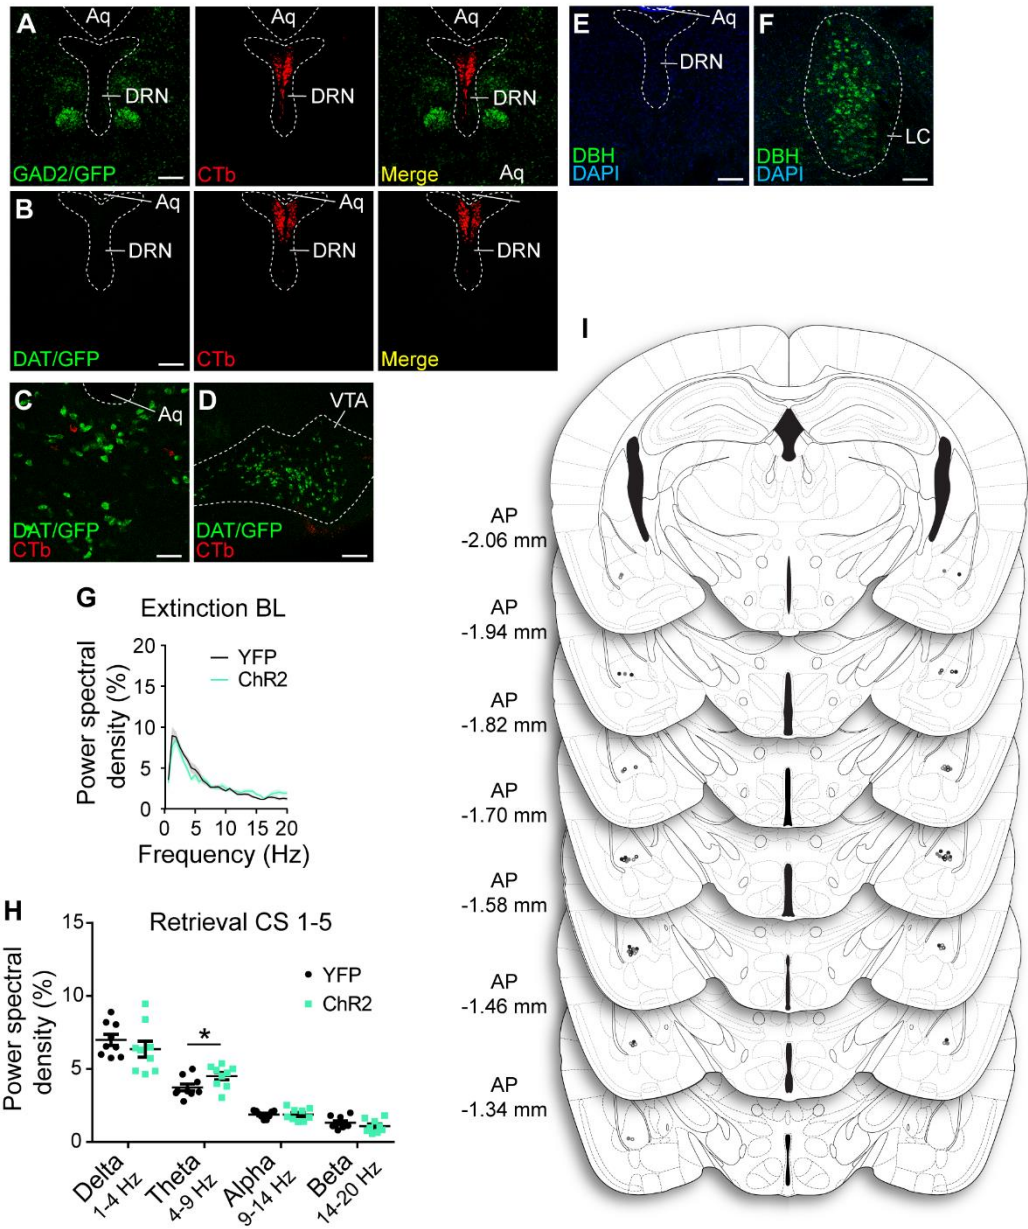 A
Aq
DRN
GAD2/GFP
Aq
DRN
CTb
Aq
DRN
Merge
Aq
B
Aq
DRN
DAT/GFP
Aq
DRN
CTb
Aq
DRN
Merge
C
Aq
DAT/GFP
CTb
D
VTA
DAT/GFP
CTb
E
Aq
DRN
DBH
DAPI
F
LC
DBH
DAPI
G
Extinction BL
Power spectral
density (%)
20
15
10
5
0
YFP
ChR2
0 5 10 15 20
Frequency (Hz)
H
Retrieval CS 1-5
Power spectral
density (%)
15
10
5
0
YFP
ChR2
*
Delta
1-4 Hz
Theta
4-9 Hz
Alpha
9-14 Hz
Beta
14-20 Hz
I
AP
-2.06 mm
AP
-1.94 mm
AP
-1.82 mm
AP
-1.70 mm
AP
-1.58 mm
AP
-1.46 mm
AP
-1.34 mm